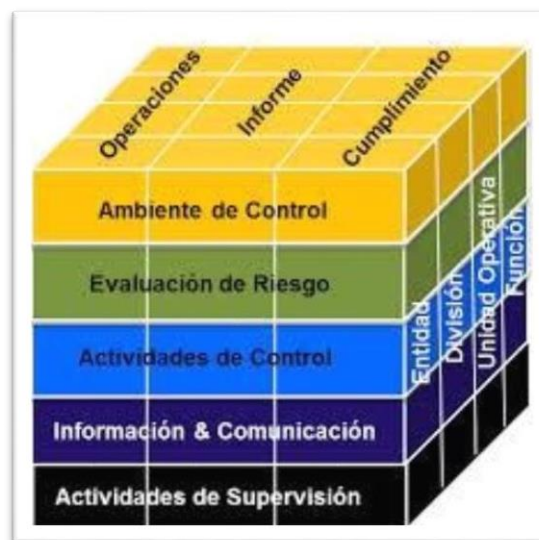 Operaciones
Informe
Cumplimiento
Ambiente de Control
Evaluación de Riesgo
Actividades de Control
Información & Comunicación
Actividades de Supervisión
Entidad
División
Unidad Operativa
Función